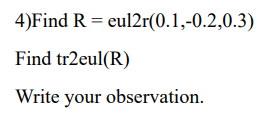 4)Find R = eul2r(0.1,-0.2,0.3)
Find tr2eul(R)
Write your observation.